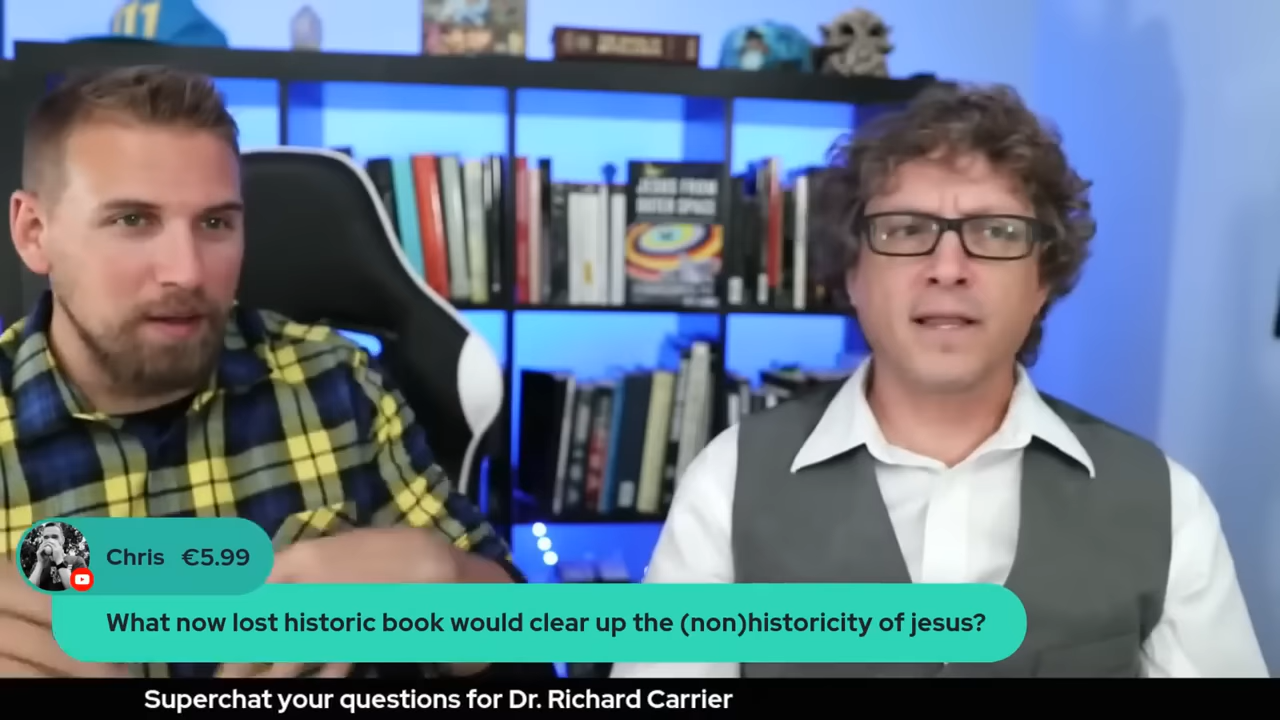 11
JESUS FROM
OUTER SPACE
Chris €5.99
What now lost historic book would clear up the (non)historicity of jesus?
Superchat your questions for Dr. Richard Carrier